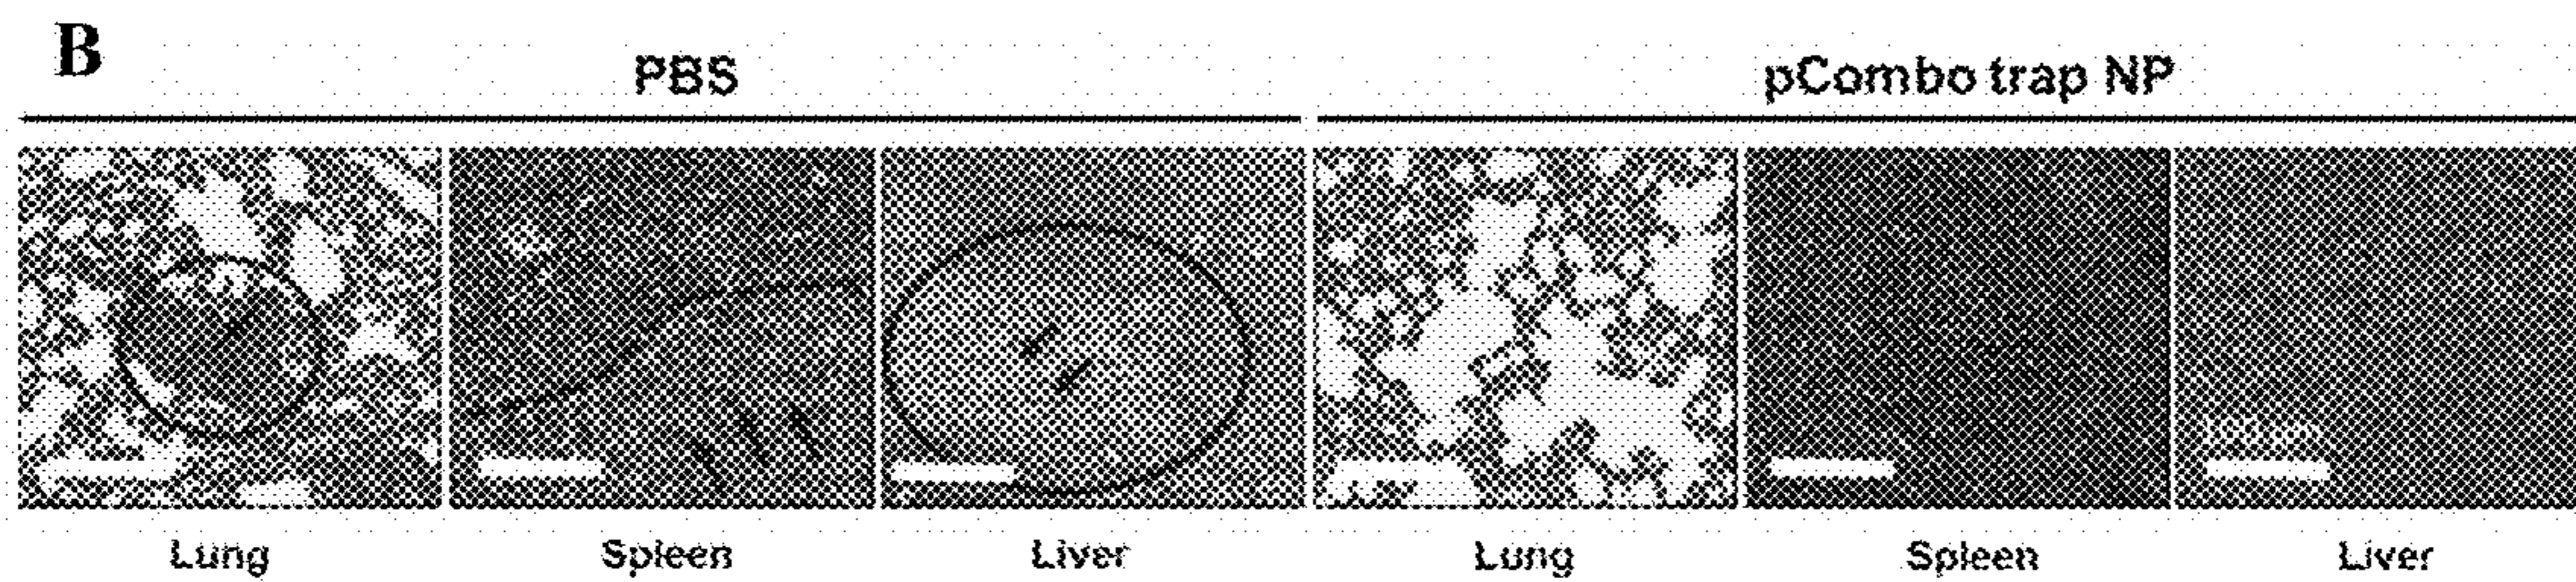 B
PBS
pCombo trap NP
Lung
Spleen
Liver
Lung
Spleen
Liver